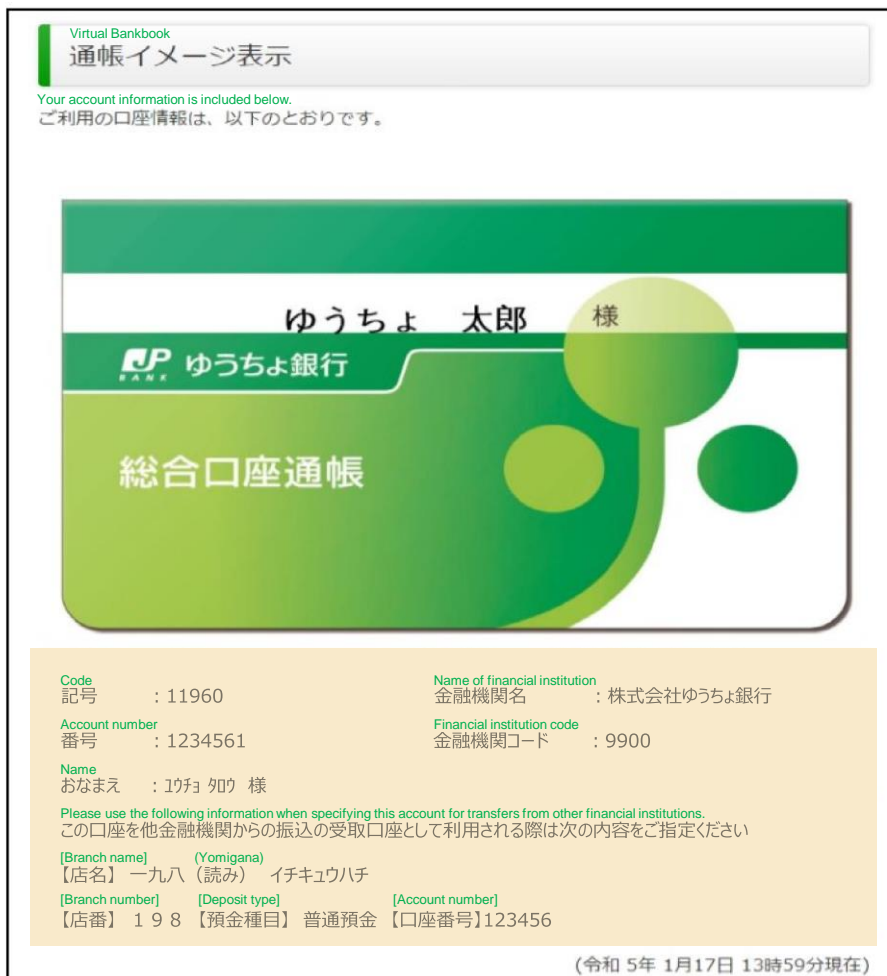 Virtual Bankbook
通帳イメージ表示
Your account information is included below.
ご利用の口座情報は、以下のとおりです。
ゆうちょ　太郎　様
JP BANK ゆうちょ銀行
総合口座通帳
Code
記号　：11960
Name of financial institution
金融機関名　：株式会社ゆうちょ銀行
Account number
番号　：1234561
Financial institution code
金融機関コード　：9900
Name
おなまえ　：ﾕｳﾁｮ ﾀﾛｳ 様
Please use the following information when specifying this account for transfers from other financial institutions.
この口座を他金融機関からの振込の受取口座として利用される際は次の内容をご指定ください
[Branch name] (Yomigana)
【店名】 一九八（読み） イチキュウハチ
[Branch number] [Deposit type] [Account number]
【店番】 １９８【預金種目】 普通預金 【口座番号】123456
(令和 5年 1月17日 13時59分現在)